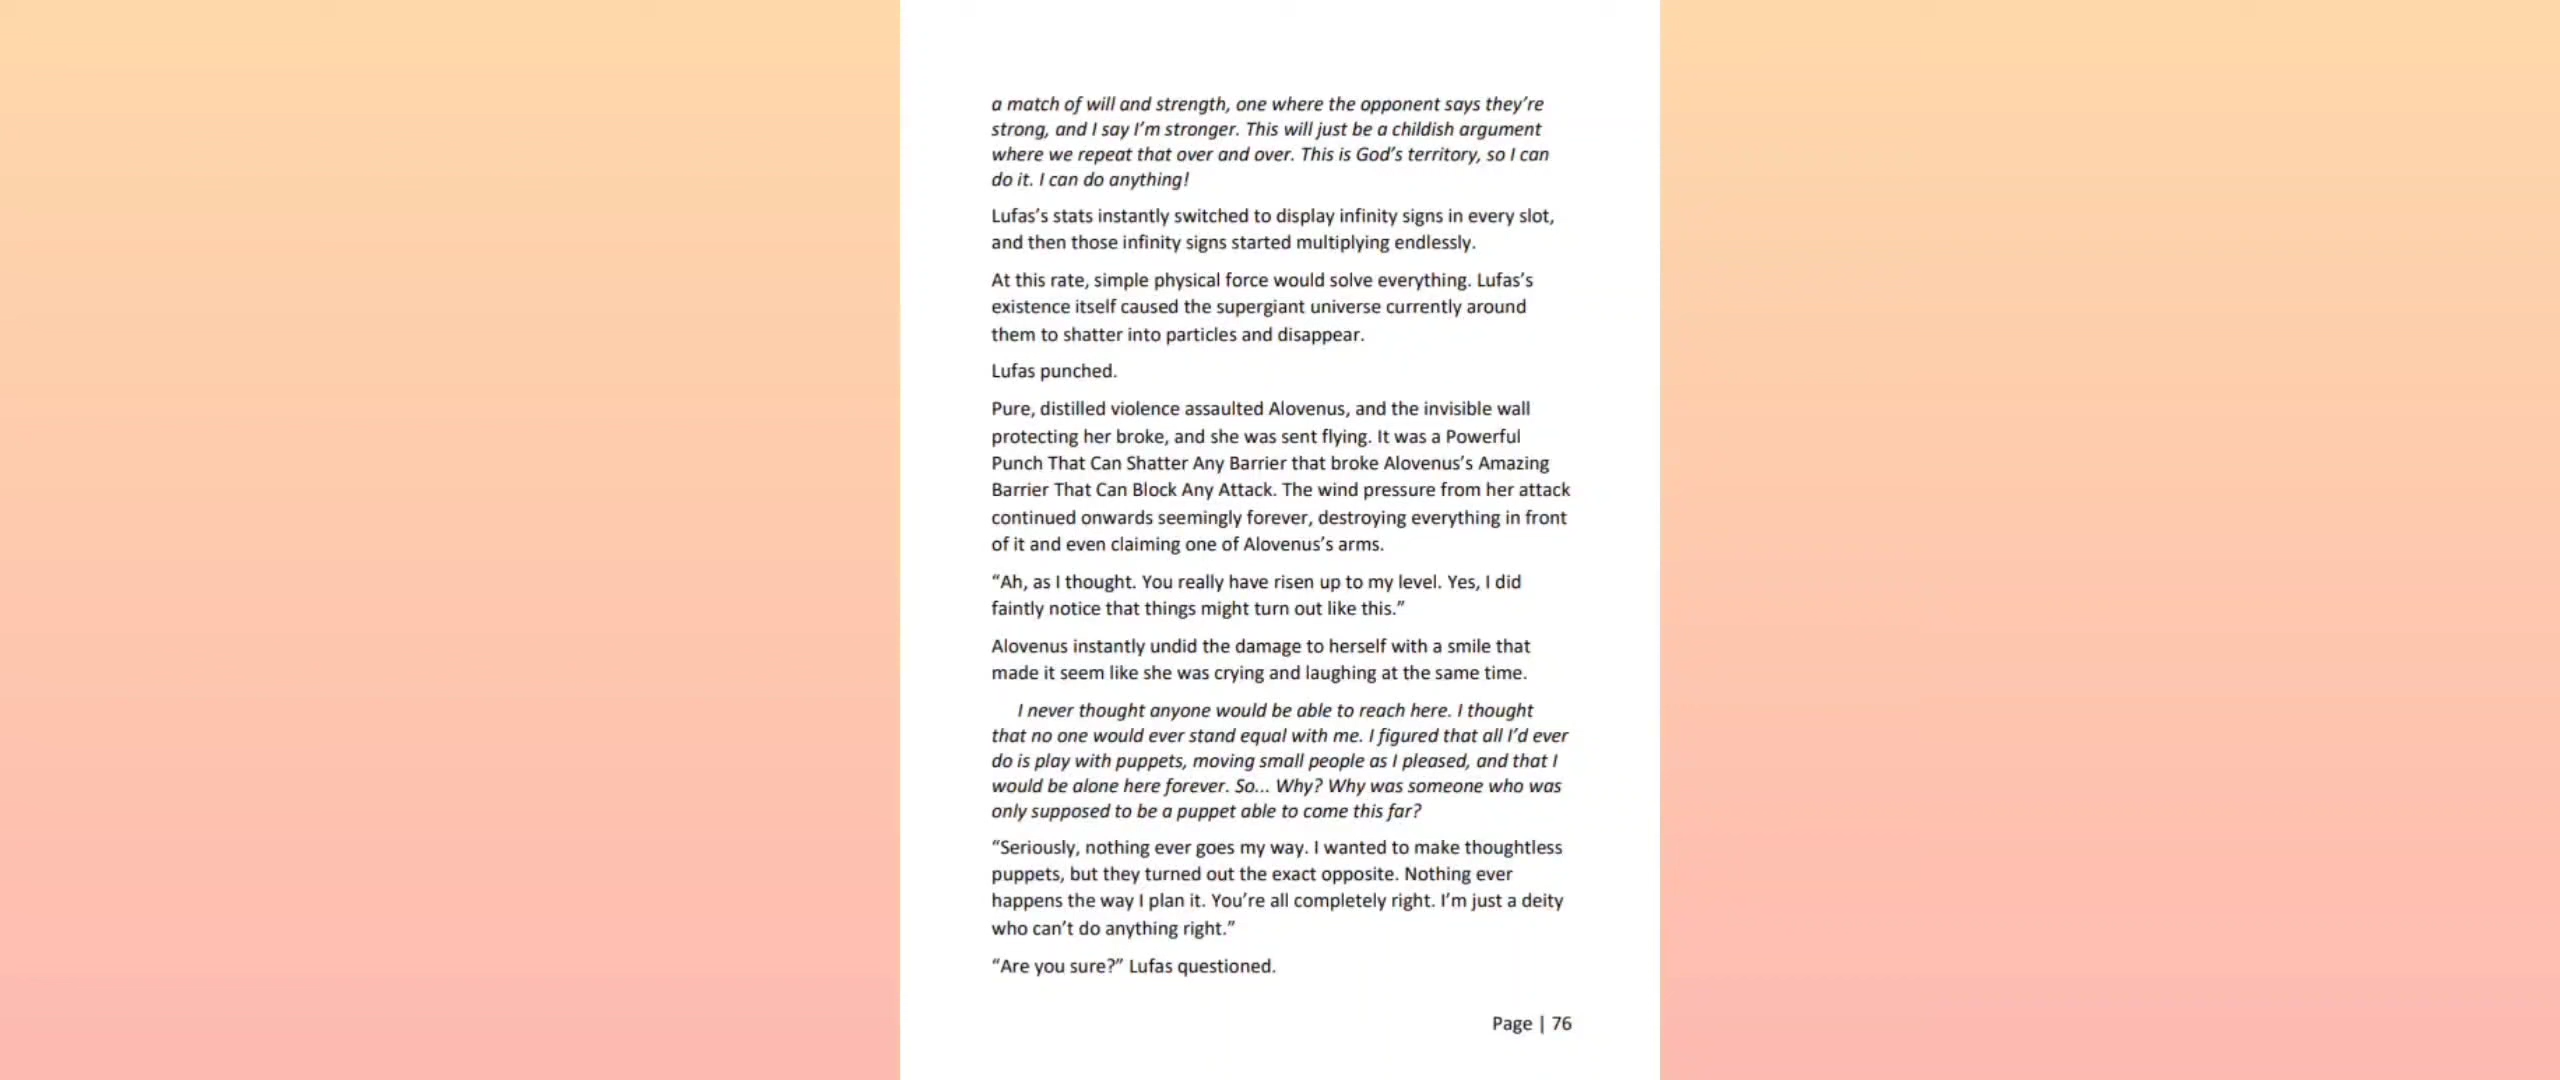 a match of will and strength, one where the opponent says they’re
strong, and I say I’m stronger. This will just be a childish argument
where we repeat that over and over. This is God’s territory, so I can
do it. I can do anything!
Lufas’s stats instantly switched to display infinity signs in every slot,
and then those infinity signs started multiplying endlessly.
At this rate, simple physical force would solve everything. Lufas’s
existence itself caused the supergiant universe currently around
them to shatter into particles and disappear.
Lufas punched.
Pure, distilled violence assaulted Alovenus, and the invisible wall
protecting her broke, and she was sent flying. It was a Powerful
Punch That Can Shatter Any Barrier that broke Alovenus’s Amazing
Barrier That Can Block Any Attack. The wind pressure from her attack
continued onwards seemingly forever, destroying everything in front
of it and even claiming one of Alovenus’s arms.
“Ah, as I thought. You really have risen up to my level. Yes, I did
faintly notice that things might turn out like this.”
Alovenus instantly undid the damage to herself with a smile that
made it seem like she was crying and laughing at the same time.
I never thought anyone would be able to reach here. I thought
that no one would ever stand equal with me. I figured that all I’d ever
do is play with puppets, moving small people as I pleased, and that I
would be alone here forever. So... Why? Why was someone who was
only supposed to be a puppet able to come this far?
“Seriously, nothing ever goes my way. I wanted to make thoughtless
puppets, but they turned out the exact opposite. Nothing ever
happens the way I plan it. You’re all completely right. I’m just a deity
who can’t do anything right.”
“Are you sure?” Lufas questioned.
Page | 76